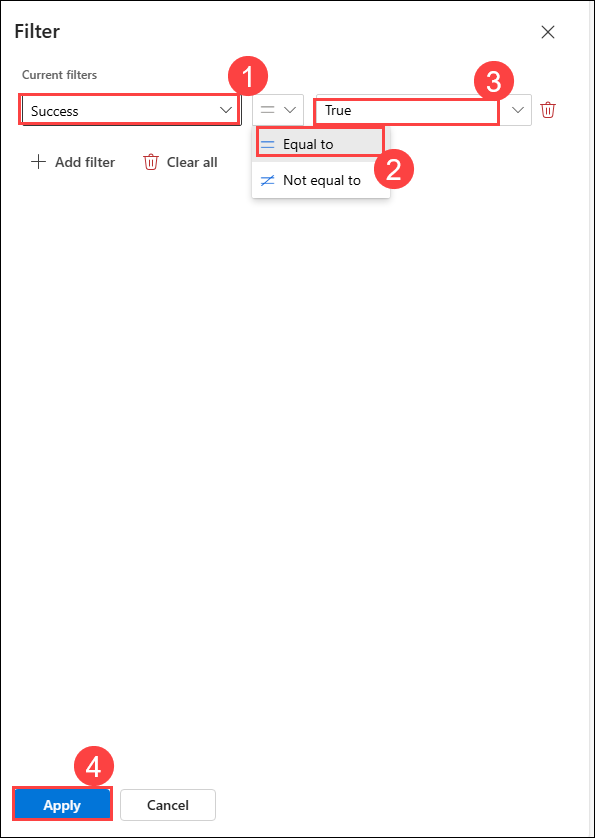 Filter
Current filters
1
3
Success
True
Equal to
2
Add filter
Clear all
Not equal to
4
Apply
Cancel